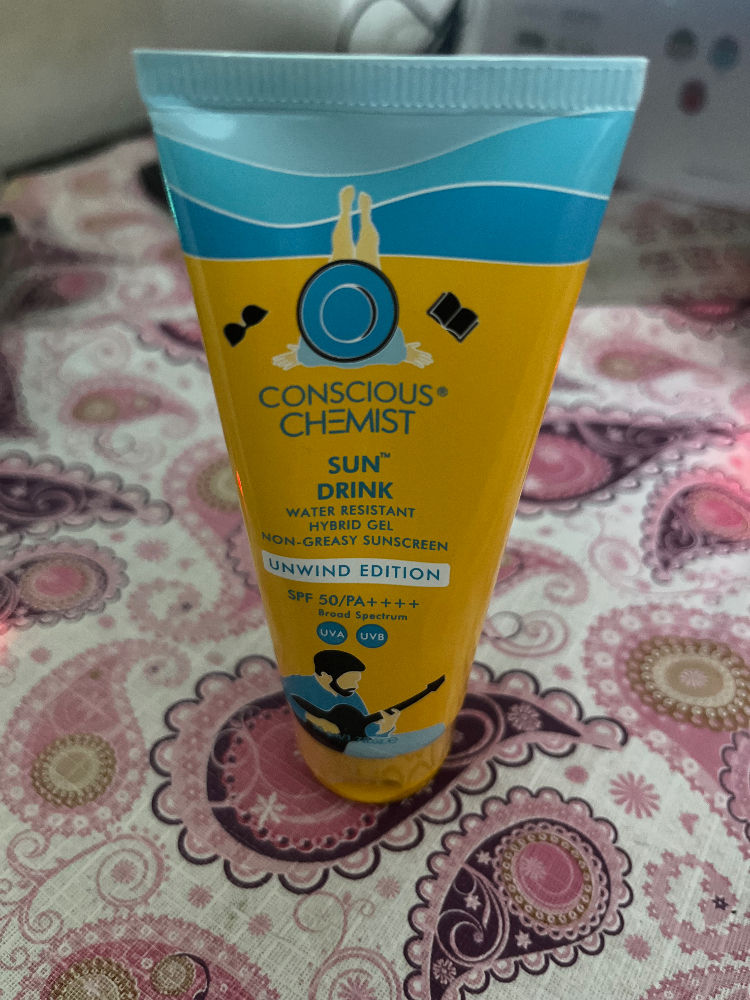 CONSCIOUS®
CHEMIST
SUN™
DRINK
WATER RESISTANT
HYBRID GEL
NON-GREASY SUNSCREEN
UNWIND EDITION
SPF 50/PA++++
Broad Spectrum
UVA UVB